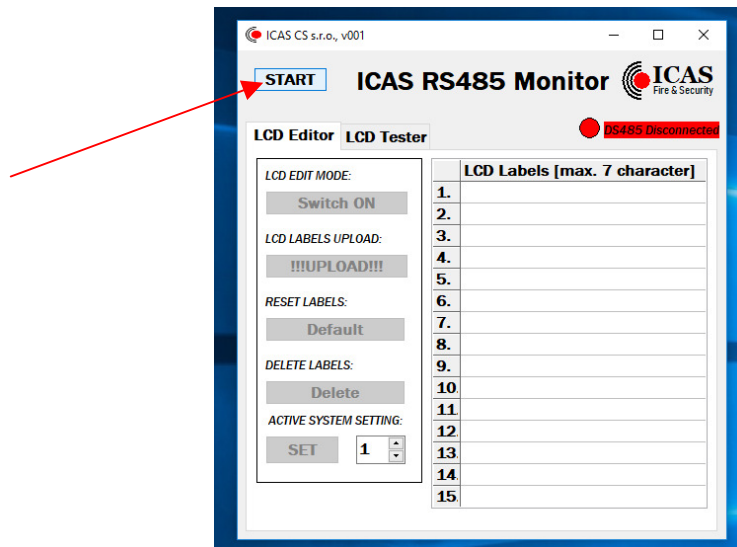 ICAS CS s.r.o., v001
START
ICAS RS485 Monitor
ICAS
Fire & Security
DS485 Disconnected
LCD Editor
LCD Tester
LCD EDIT MODE:
Switch ON
LCD LABELS UPLOAD:
!!!UPLOAD!!!
RESET LABELS:
Default
DELETE LABELS:
Delete
ACTIVE SYSTEM SETTING:
SET
1
LCD Labels [max. 7 character]
1.
2.
3.
4.
5.
6.
7.
8.
9.
10.
11.
12.
13.
14.
15.